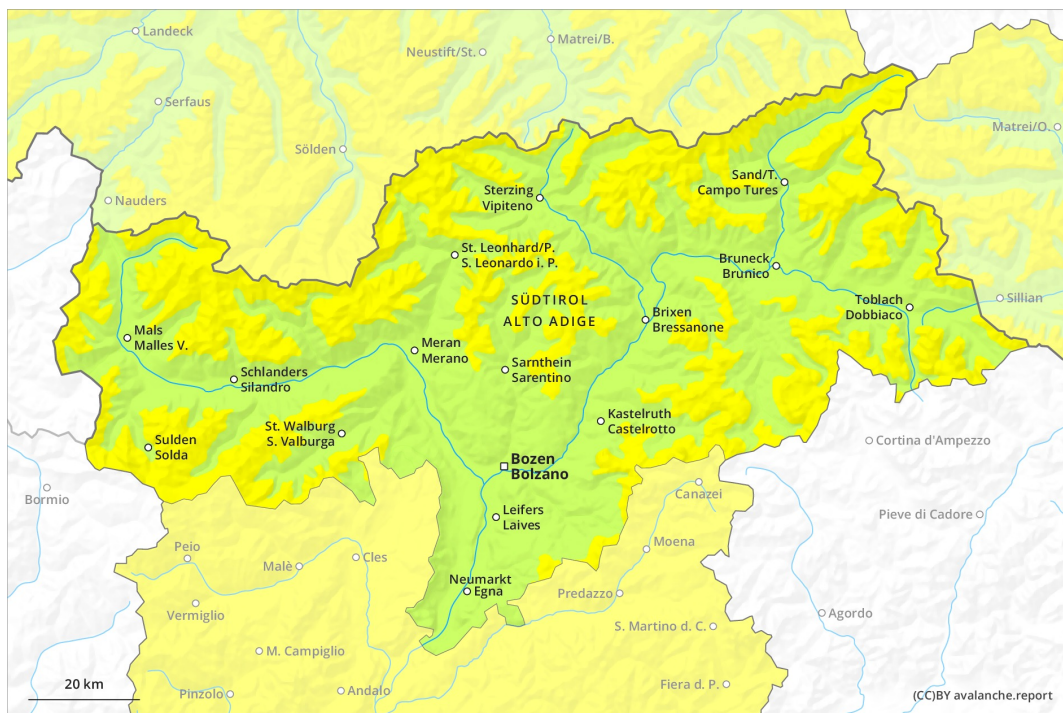 Landeck
Matrei/B.
Neustift/St.
Serfaus
Matrei/O.
Sölden
Sand/T.
Campo Tures
Sterzing
Vipiteno
Nauders
St. Leonhard/P.
S. Leonardo i. P.
Bruneck
Brunico
SÜDTIROL
ALTO ADIGE
Toblach
Dobbiaco
Sillian
Brixen
Bressanone
Mals
Malles V.
Meran
Merano
Sarnthein
Sarentino
Schlanders
Silandro
Kastelruth
Castelrotto
St. Walburg
S. Valburga
Sulden
Solda
Cortina d'Ampezzo
Bozen
Bolzano
Bormio
Canazei
Leifers
Laives
Pieve di Cadore
Moena
Peio
Cles
Malè
Neumarkt
Egna
Predazzo
Vermiglio
Agordo
S. Martino d. C.
M. Campiglio
20 km
Pinzolo
Andalo
Fiera d. P.
(CC)BY avalanche.report